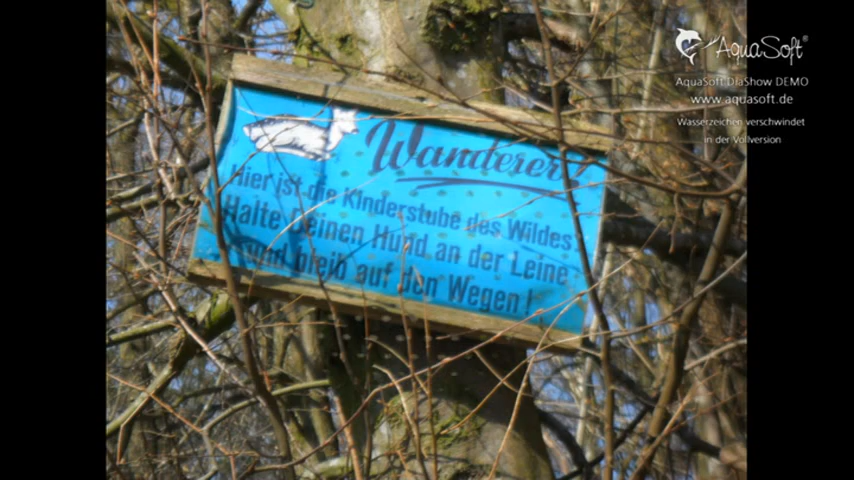 AquaSoft®
AquaSoft DiaShow DEMO
www.aquasoft.de
Wasserzeichen verschwindet
in der Vollversion
Wanderer!
Hier ist die Kinderstube des Wildes
Halte Deinen Hund an der Leine
und bleib auf den Wegen!